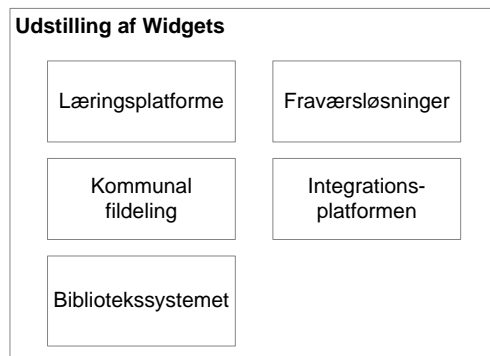 Udstilling af Widgets
Læringsplatforme
Fraværsløsninger
Kommunal
fildeling
Integrations-
platformen
Bibliotekssystemet